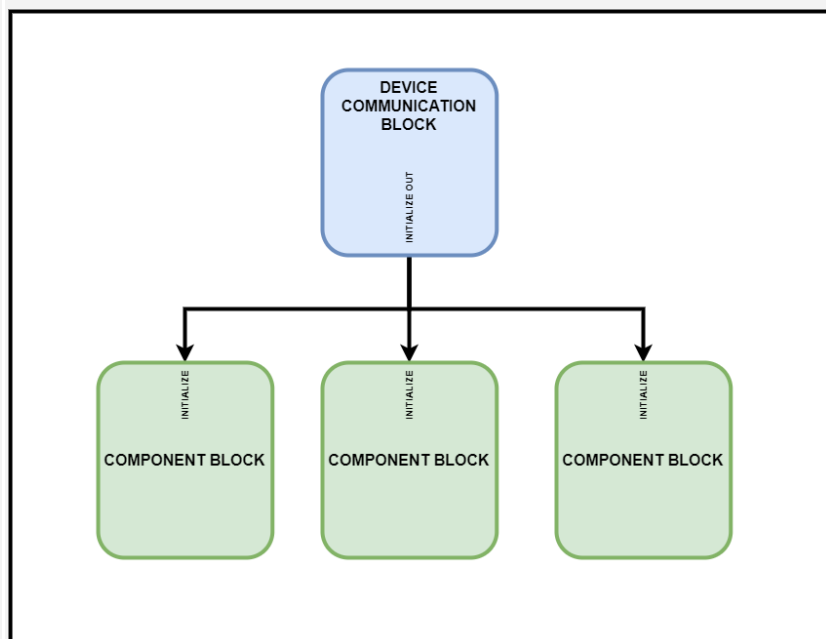 DEVICE
COMMUNICATION
BLOCK
INITIALIZE OUT
INITIALIZE
INITIALIZE
INITIALIZE
COMPONENT BLOCK
COMPONENT BLOCK
COMPONENT BLOCK